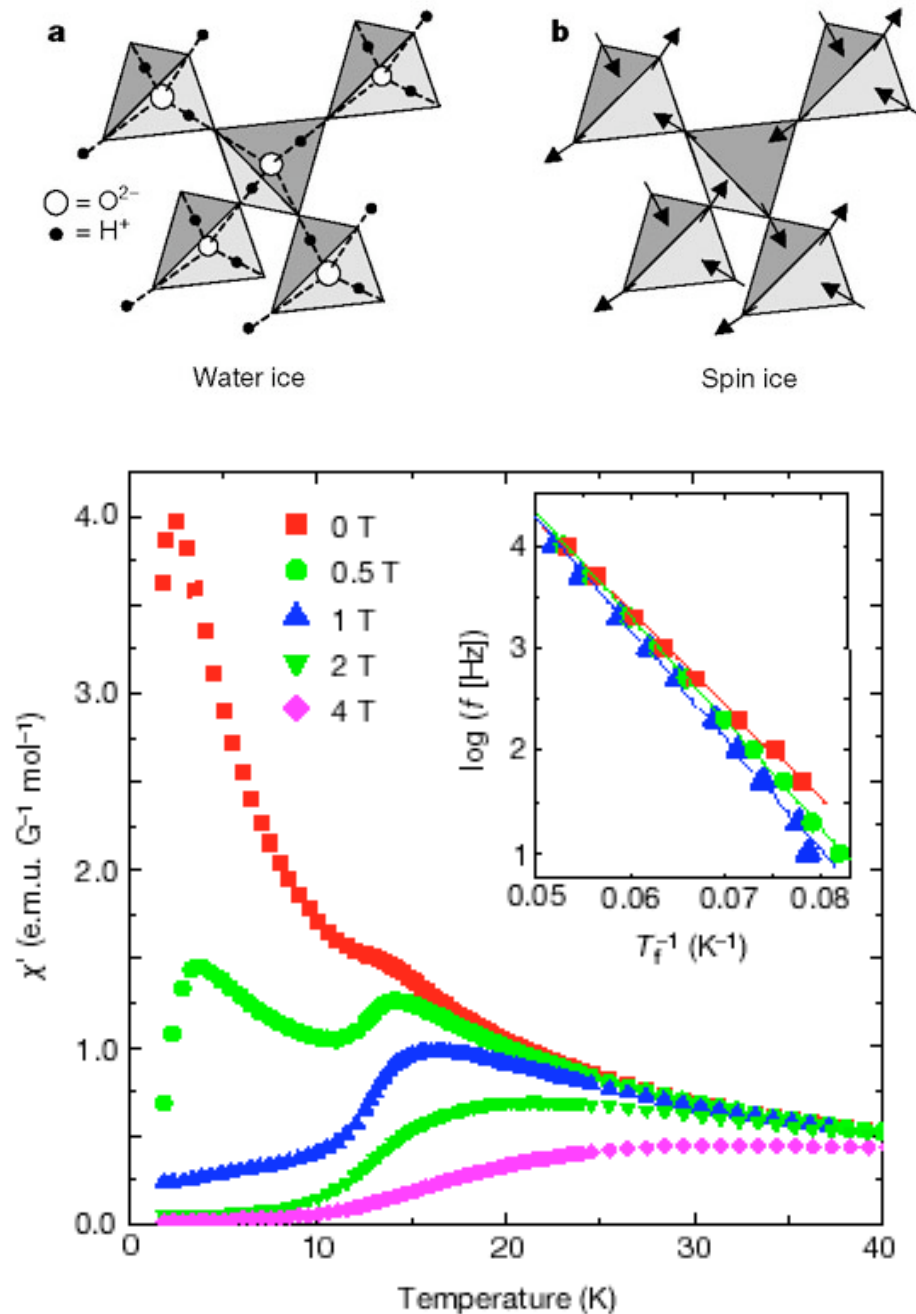 a
b
○ = O²⁻
● = H⁺
Water ice
Spin ice
4.0
3.0
2.0
1.0
0.0
χ' (e.m.u. G⁻¹ mol⁻¹)
0 T
0.5 T
1 T
2 T
4 T
4
3
2
1
log (f [Hz])
0.05 0.06 0.07 0.08
T_f⁻¹ (K⁻¹)
0 10 20 30 40
Temperature (K)